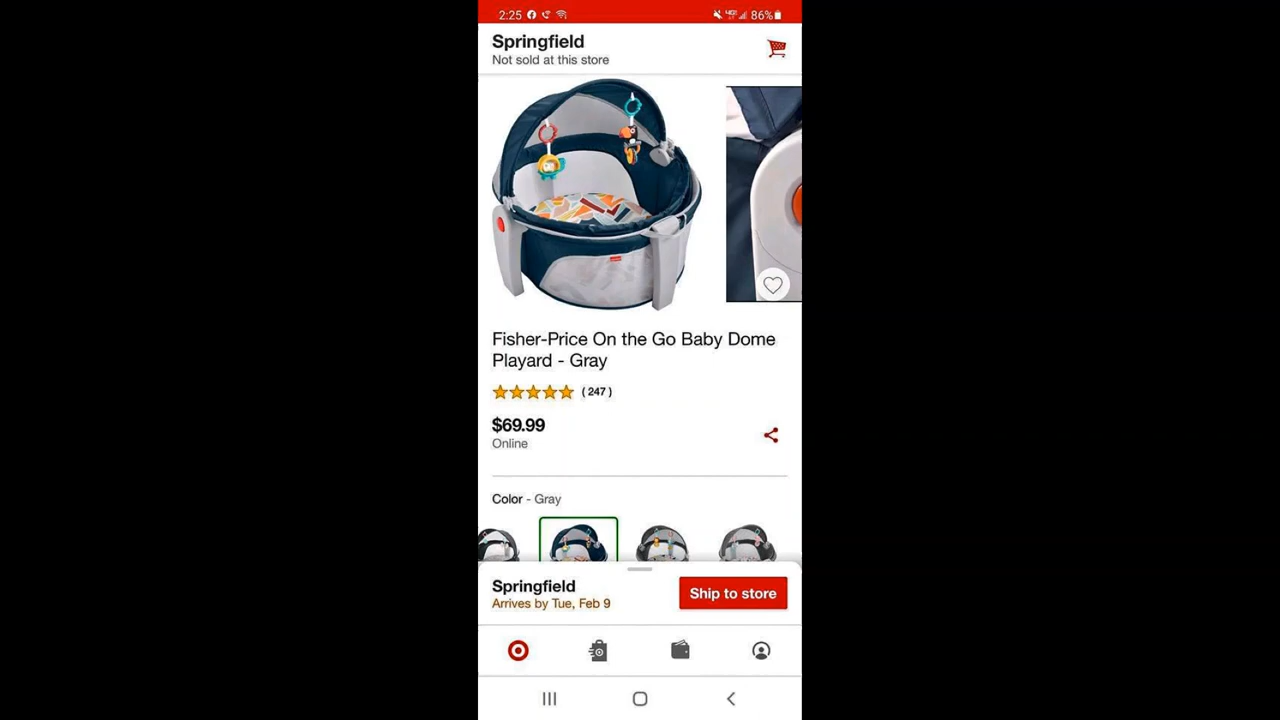 2:25
86%
Springfield
Not sold at this store
Fisher-Price On the Go Baby Dome
Playard - Gray
( 247 )
$69.99
Online
Color - Gray
Springfield
Arrives by Tue, Feb 9
Ship to store